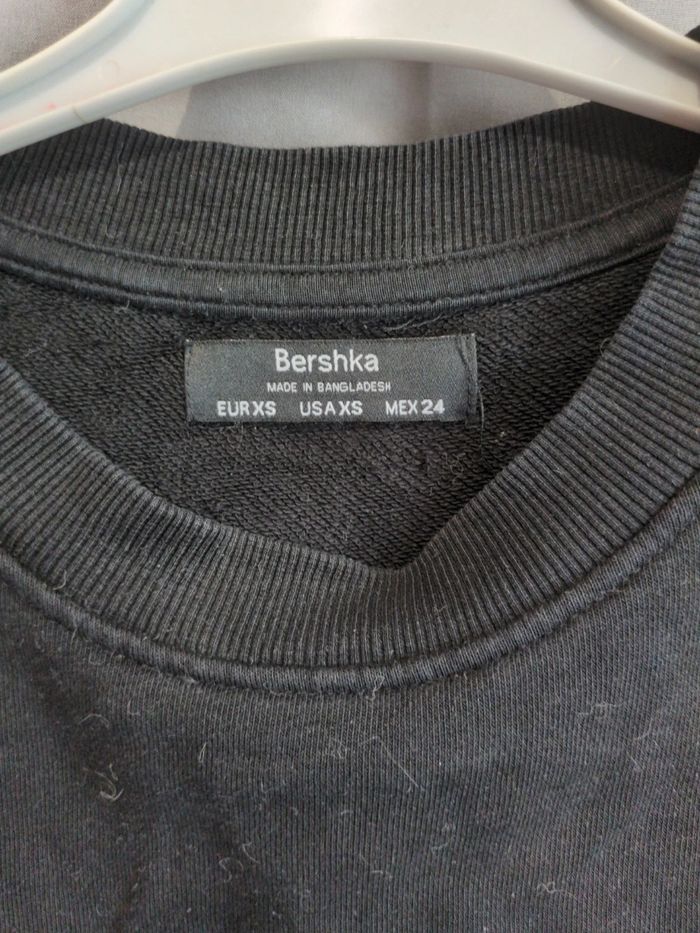 Bershka
MADE IN BANGLADESH
EUR XS USA XS MEX 24